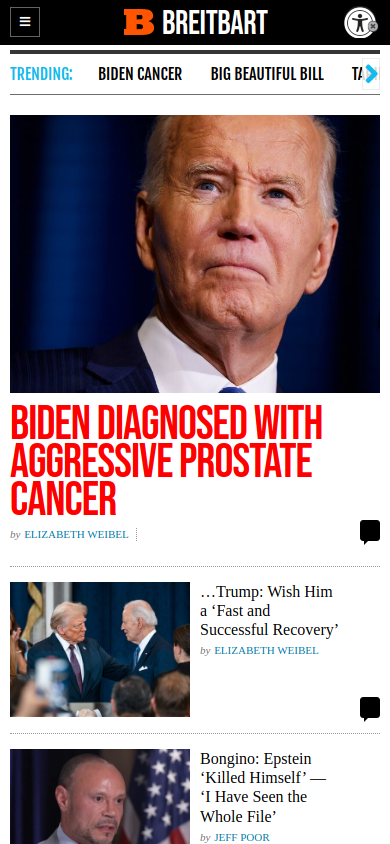 B BREITBART
TRENDING: BIDEN CANCER BIG BEAUTIFUL BILL
BIDEN DIAGNOSED WITH
AGGRESSIVE PROSTATE
CANCER
by ELIZABETH WEIBEL
…Trump: Wish Him
a ‘Fast and
Successful Recovery’
by ELIZABETH WEIBEL
Bongino: Epstein
‘Killed Himself’ —
‘I Have Seen the
Whole File’
by JEFF POOR